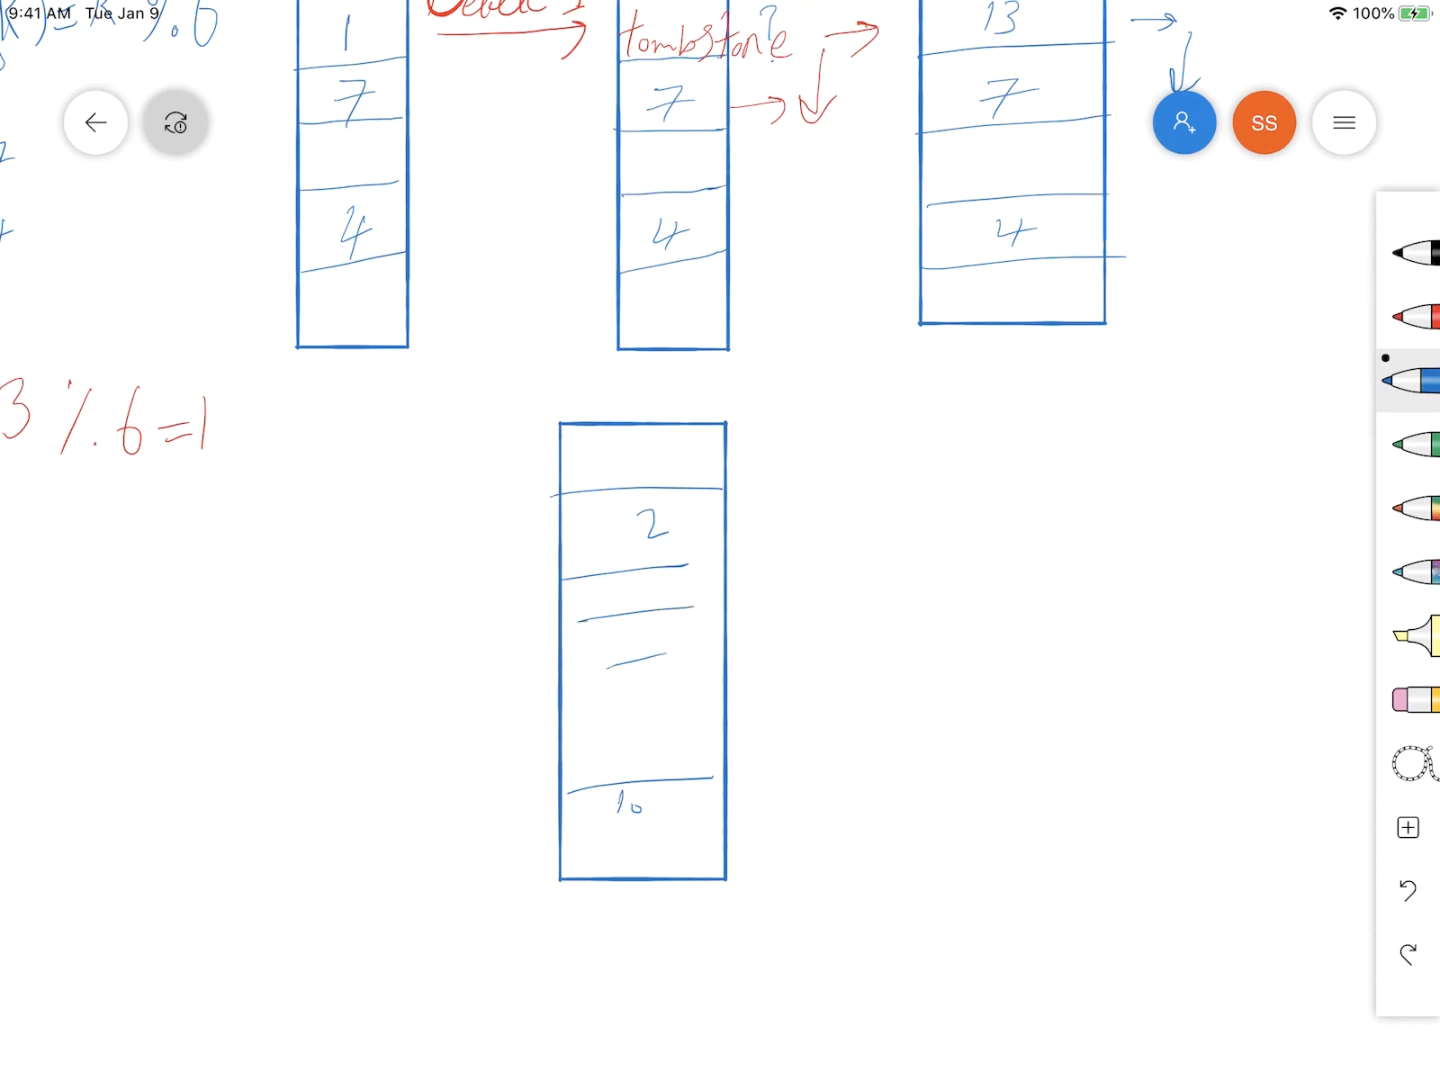 9:41 AM Tue Jan 9
100%
k) = k % 6
1
tombstone
?
13
7
7
7
SS
4
4
4
3 % 6 = 1
2
10